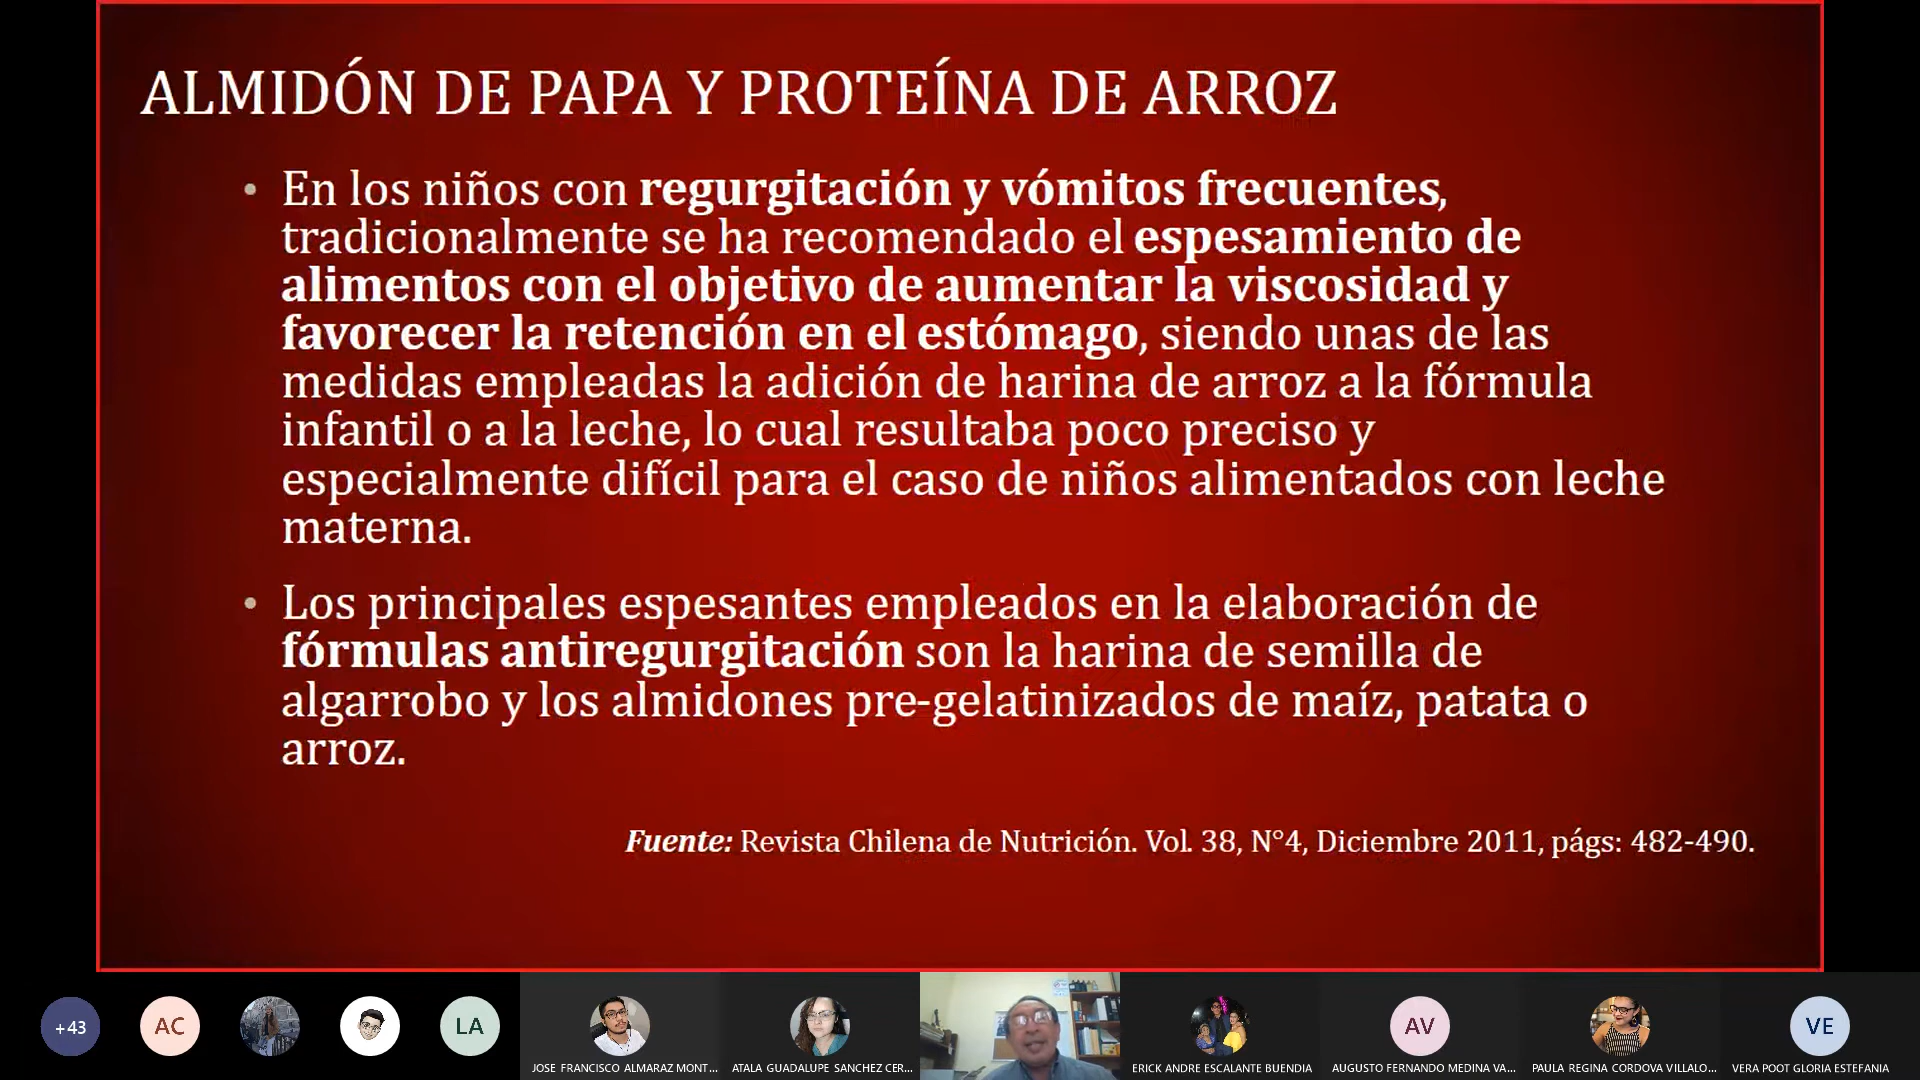 ALMIDÓN DE PAPA Y PROTEÍNA DE ARROZ
• En los niños con regurgitación y vómitos frecuentes,
tradicionalmente se ha recomendado el espesamiento de
alimentos con el objetivo de aumentar la viscosidad y
favorecer la retención en el estómago, siendo unas de las
medidas empleadas la adición de harina de arroz a la fórmula
infantil o a la leche, lo cual resultaba poco preciso y
especialmente difícil para el caso de niños alimentados con leche
materna.
• Los principales espesantes empleados en la elaboración de
fórmulas antiregurgitación son la harina de semilla de
algarrobo y los almidones pre-gelatinizados de maíz, patata o
arroz.
Fuente: Revista Chilena de Nutrición. Vol. 38, N°4, Diciembre 2011, págs: 482-490.
+43
AC
LA
AV
VE
JOSE FRANCISCO ALMARAZ MONT...
ATALA GUADALUPE SANCHEZ CER...
ERICK ANDRE ESCALANTE BUENDIA
AUGUSTO FERNANDO MEDINA VA...
PAULA REGINA CORDOVA VILLALO...
VERA POOT GLORIA ESTEFANIA